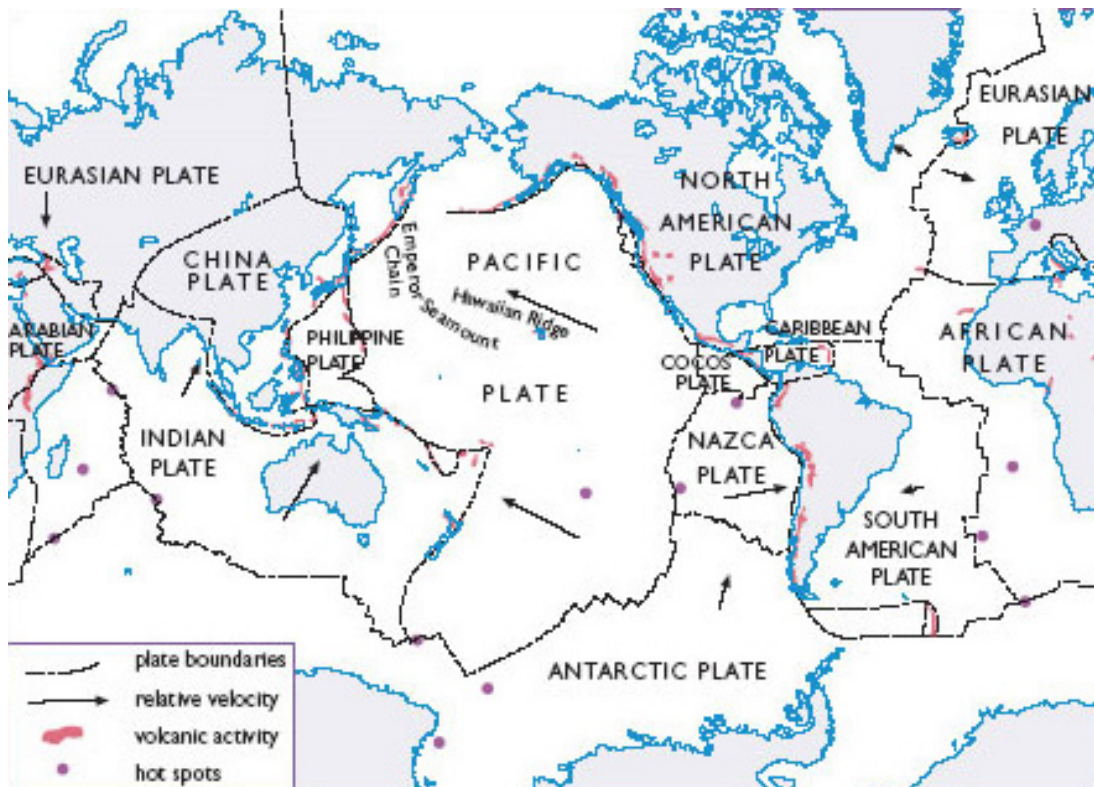 EURASIAN
PLATE
EURASIAN PLATE
NORTH
AMERICAN
PLATE
CHINA
PLATE
Emperor Seamount
Chain
PACIFIC
Hawaiian Ridge
PLATE
ARABIAN
PLATE
PHILIPPINE
PLATE
CARIBBEAN
PLATE
COCOS
PLATE
AFRICAN
PLATE
INDIAN
PLATE
NAZCA
PLATE
SOUTH
AMERICAN
PLATE
ANTARCTIC PLATE
plate boundaries
relative velocity
volcanic activity
hot spots